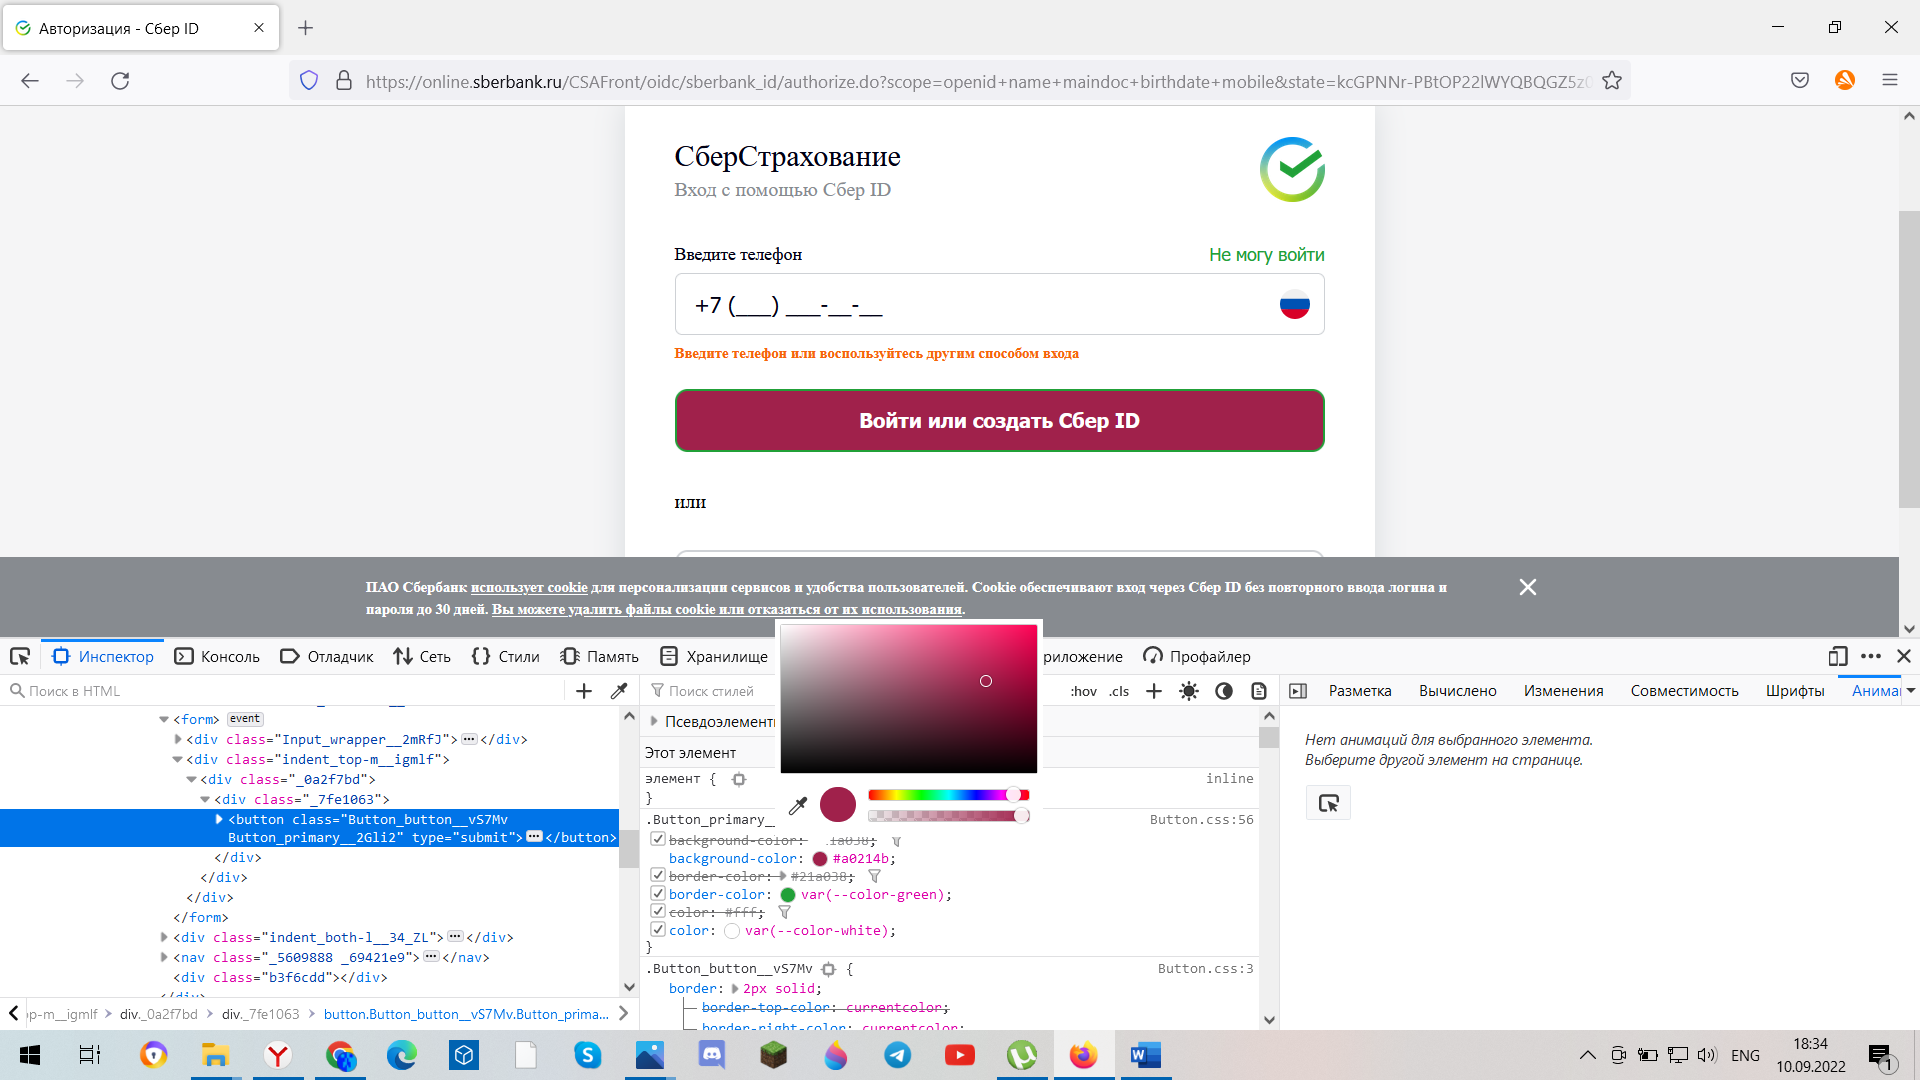 Авторизация - Сбер ID
https://online.sberbank.ru/CSAFront/oidc/sberbank_id/authorize.do?scope=openid+name+maindoc+birthdate+mobile&state=kcGPNNr-PBtOP22lWYQBQGZ5z
СберСтрахование
Вход с помощью Сбер ID
Введите телефон
Не могу войти
+7 (___) ___-__-__
Введите телефон или воспользуйтесь другим способом входа
Войти или создать Сбер ID
или
ПАО Сбербанк использует cookie для персонализации сервисов и удобства пользователей. Cookie обеспечивают вход через Сбер ID без повторного ввода логина и
пароля до 30 дней. Вы можете удалить файлы cookie или отказаться от их использования.
Инспектор Консоль Отладчик Сеть Стили Память Хранилище риложение Профайлер
Поиск в HTML
Поиск стилей
:hov .cls
Разметка Вычислено Изменения Совместимость Шрифты Анима
<form> event
<div class="Input_wrapper__2mRfJ"></div>
<div class="indent_top-m__igmlf">
<div class="_0a2f7bd">
<div class="_7fe1063">
<button class="Button_button__vS7Mv
Button_primary__2Gli2" type="submit"></button>
</div>
</div>
</div>
</form>
<div class="indent_both-l__34_ZL"></div>
<nav class="_5609888 _69421e9"></nav>
<div class="b3f6cdd"></div>
p-m__igmlf div._0a2f7bd div._7fe1063 button.Button_button__vS7Mv.Button_prima...
Псевдоэлемент
Этот элемент
элемент {
inline
}
.Button_primary__
Button.css:56
background-color: 1a038;
background-color: #a0214b;
border-color: #21a038;
border-color: var(--color-green);
color: #fff;
color: var(--color-white);
}
.Button_button__vS7Mv {
Button.css:3
border: 2px solid;
border-top-color: currentcolor;
border-right-color: currentcolor;
Нет анимаций для выбранного элемента.
Выберите другой элемент на странице.
ENG
18:34
10.09.2022
1